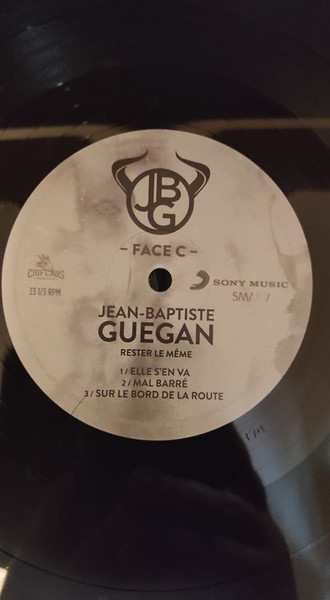 JBG
– FACE C –
33 1/3 RPM
SONY MUSIC
JEAN-BAPTISTE
GUEGAN
RESTER LE MÊME
1 / ELLE S'EN VA
2 / MAL BARRÉ
3 / SUR LE BORD DE LA ROUTE